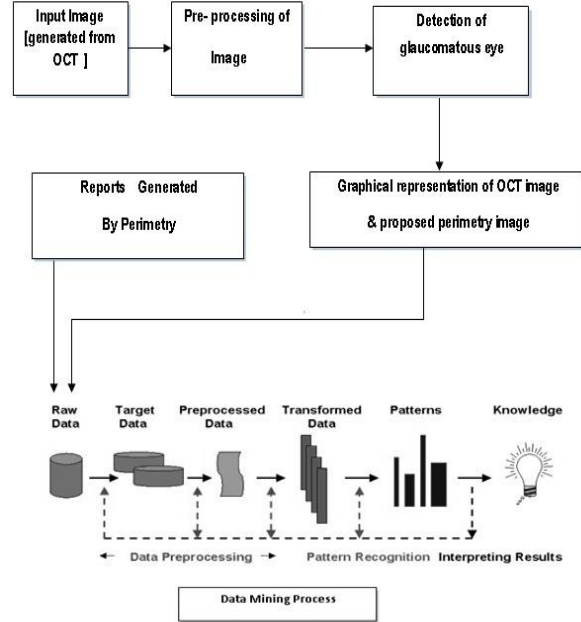 Input Image
[generated from
OCT ]
Pre- processing of
Image
Detection of
glaucomatous eye
Reports Generated
By Perimetry
Graphical representation of OCT image
& proposed perimetry image
Raw Data
Target Data
Preprocessed Data
Transformed Data
Patterns
Knowledge
Data Preprocessing
Pattern Recognition
Interpreting Results
Data Mining Process